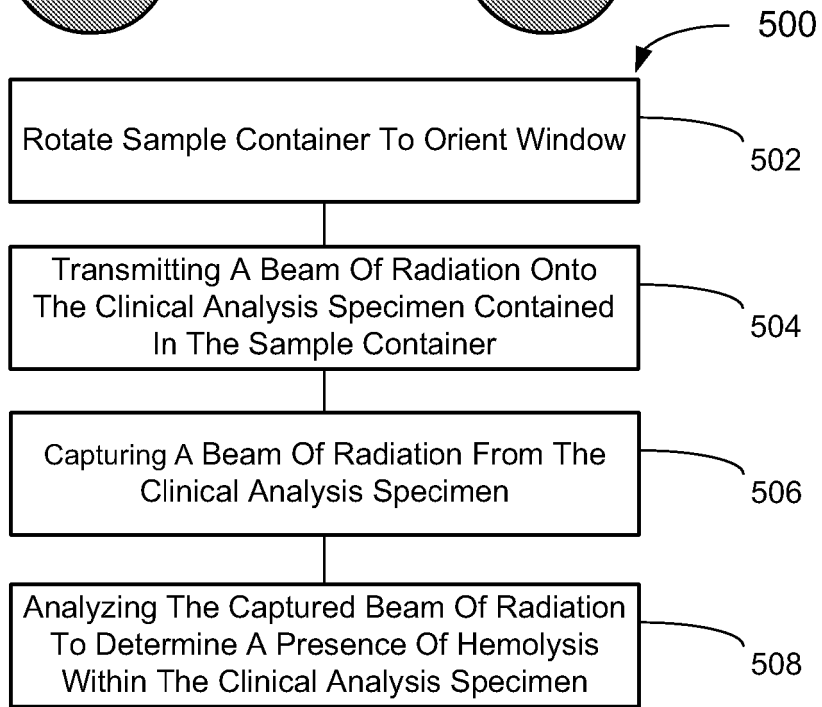 500
Rotate Sample Container To Orient Window
502
Transmitting A Beam Of Radiation Onto
The Clinical Analysis Specimen Contained
In The Sample Container
504
Capturing A Beam Of Radiation From The
Clinical Analysis Specimen
506
Analyzing The Captured Beam Of Radiation
To Determine A Presence Of Hemolysis
Within The Clinical Analysis Specimen
508